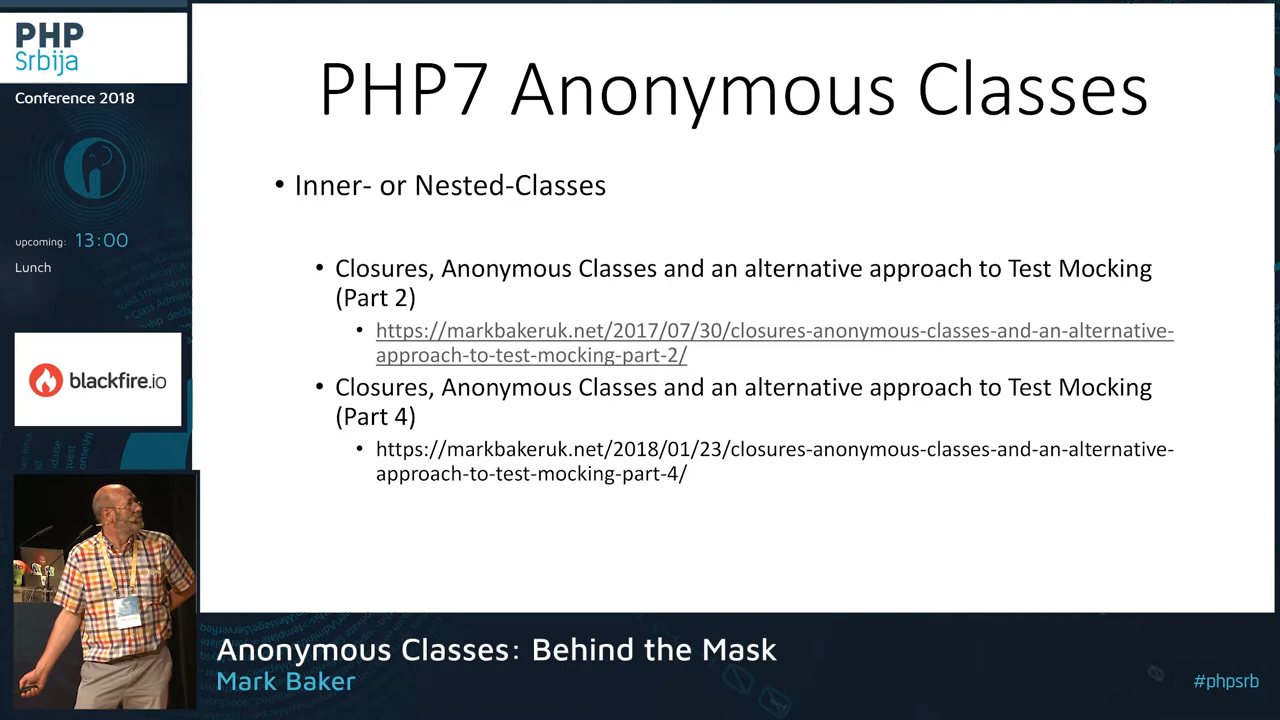 PHP
Srbija
Conference 2018
upcoming: 13:00
Lunch
blackfire.io
PHP7 Anonymous Classes
• Inner- or Nested-Classes
• Closures, Anonymous Classes and an alternative approach to Test Mocking
(Part 2)
• https://markbakeruk.net/2017/07/30/closures-anonymous-classes-and-an-alternative-
approach-to-test-mocking-part-2/
• Closures, Anonymous Classes and an alternative approach to Test Mocking
(Part 4)
• https://markbakeruk.net/2018/01/23/closures-anonymous-classes-and-an-alternative-
approach-to-test-mocking-part-4/
Anonymous Classes: Behind the Mask
Mark Baker
#phpsrb